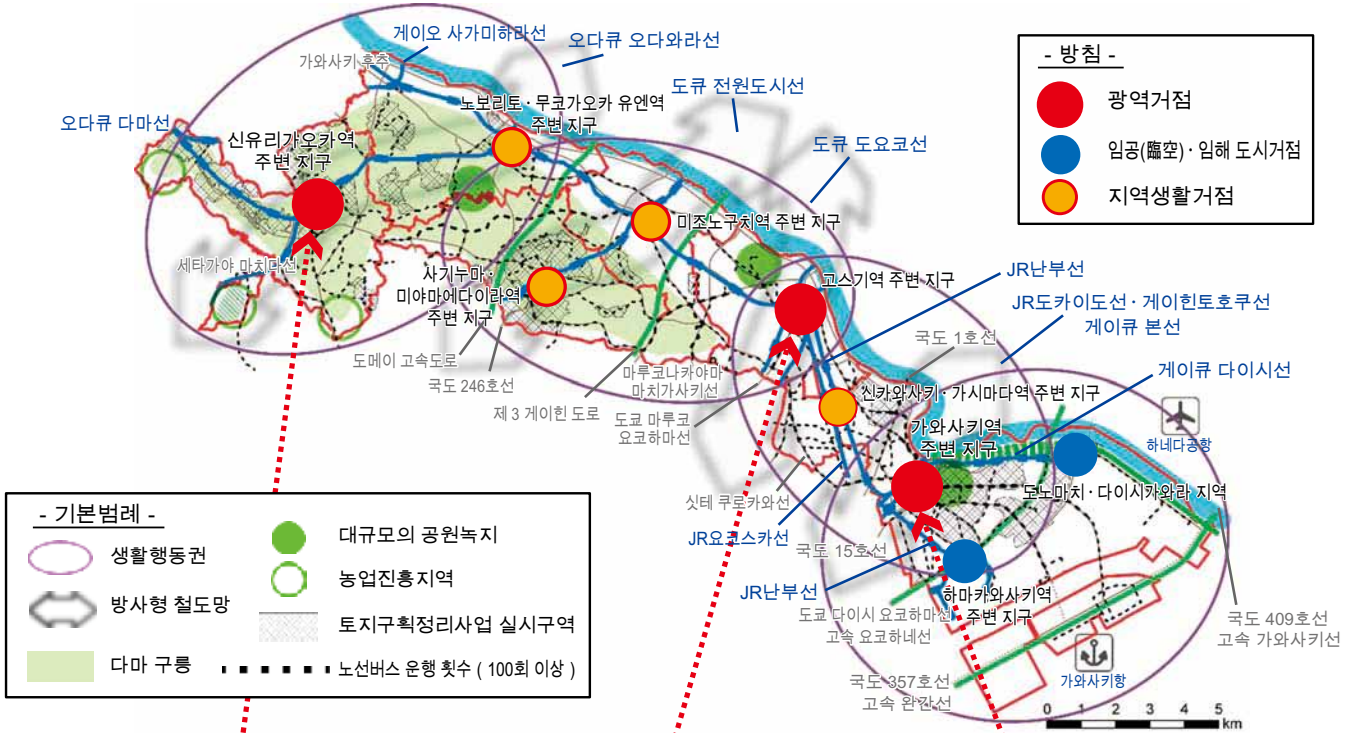 게이오 사가미하라선
오다큐 오다와라선
가와사키 후추
도큐 전원도시선
노보리토·무코가오카 유엔역
주변 지구
오다큐 다마선
신유리가오카역
주변 지구
도큐 도요코선
미조노구치역 주변 지구
세타가야 마치다선
사기누마·
미야마에다이라역
주변 지구
고스기역 주변 지구
JR난부선
JR도카이도선·게이힌토호쿠선
게이큐 본선
도메이 고속도로
국도 246호선
제 3 게이힌 도로
마루코나카야마
마치가사키선
도쿄 마루코
요코하마선
국도 1호선
게이큐 다이시선
신카와사키·가시마다역 주변 지구
가와사키역
주변 지구
하네다공항
도노마치·다이시카와라 지역
싯테 쿠로카와선
JR요코스카선
국도 15호선
JR난부선
하마카와사키역
주변 지구
도쿄 다이시 요코하마선
고속 요코하네선
국도 409호선
고속 가와사키선
국도 357호선
고속 완간선
가와사키항
0 1 2 3 4 5
km
- 방침 -
광역거점
임공(臨空)·임해 도시거점
지역생활거점
- 기본범례 -
생활행동권
방사형 철도망
다마 구릉
대규모의 공원녹지
농업진흥지역
토지구획정리사업 실시구역
노선버스 운행 횟수 ( 100회 이상 )